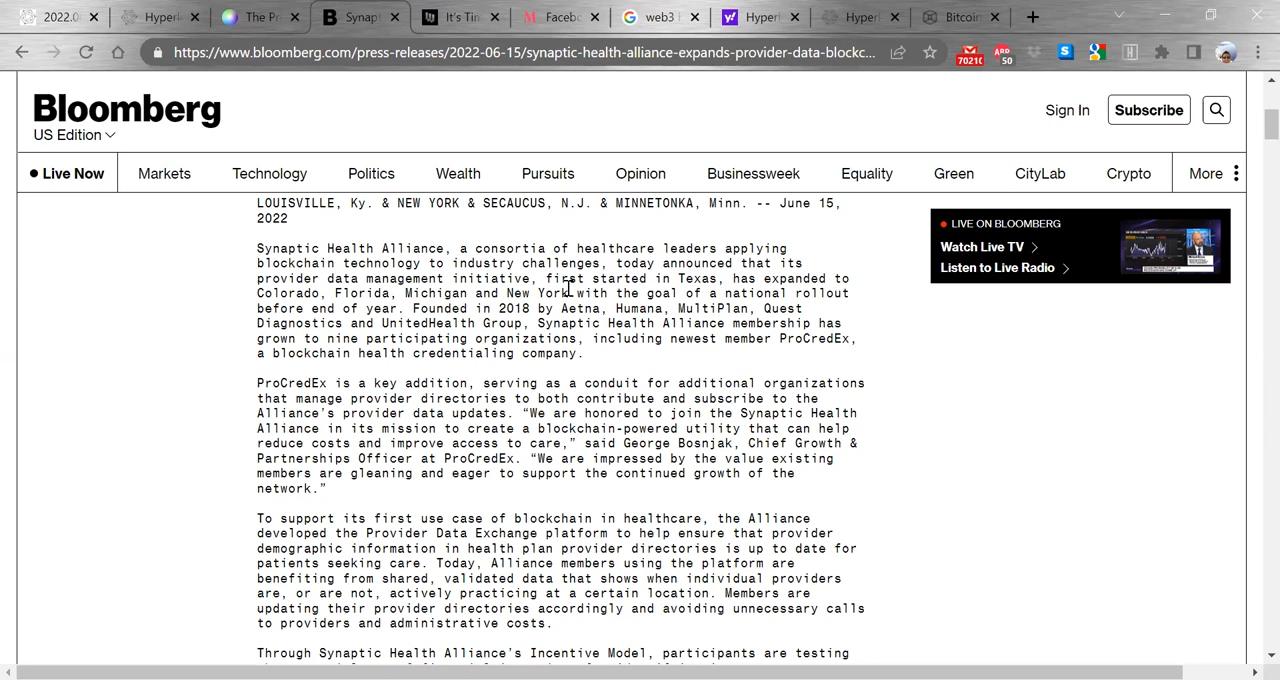 2022.0
Hyperl
The P
Synapt
It's Tin
Faceb
web3
Hyperl
Hyperl
Bitcoin
https://www.bloomberg.com/press-releases/2022-06-15/synaptic-health-alliance-expands-provider-data-blockc...
70210
50
Bloomberg
US Edition
Sign In
Subscribe
Live Now
Markets
Technology
Politics
Wealth
Pursuits
Opinion
Businessweek
Equality
Green
CityLab
Crypto
More
LOUISVILLE, Ky. & NEW YORK & SECAUCUS, N.J. & MINNETONKA, Minn. -- June 15,
2022
Synaptic Health Alliance, a consortia of healthcare leaders applying
blockchain technology to industry challenges, today announced that its
provider data management initiative, first started in Texas, has expanded to
Colorado, Florida, Michigan and New York with the goal of a national rollout
before end of year. Founded in 2018 by Aetna, Humana, MultiPlan, Quest
Diagnostics and UnitedHealth Group, Synaptic Health Alliance membership has
grown to nine participating organizations, including newest member ProCredEx,
a blockchain health credentialing company.
ProCredEx is a key addition, serving as a conduit for additional organizations
that manage provider directories to both contribute and subscribe to the
Alliance's provider data updates. “We are honored to join the Synaptic Health
Alliance in its mission to create a blockchain-powered utility that can help
reduce costs and improve access to care,” said George Bosnjak, Chief Growth &
Partnerships Officer at ProCredEx. “We are impressed by the value existing
members are gleaning and eager to support the continued growth of the
network.”
To support its first use case of blockchain in healthcare, the Alliance
developed the Provider Data Exchange platform to help ensure that provider
demographic information in health plan provider directories is up to date for
patients seeking care. Today, Alliance members using the platform are
benefiting from shared, validated data that shows when individual providers
are, or are not, actively practicing at a certain location. Members are
updating their provider directories accordingly and avoiding unnecessary calls
to providers and administrative costs.
Through Synaptic Health Alliance's Incentive Model, participants are testing
LIVE ON BLOOMBERG
Watch Live TV
Listen to Live Radio